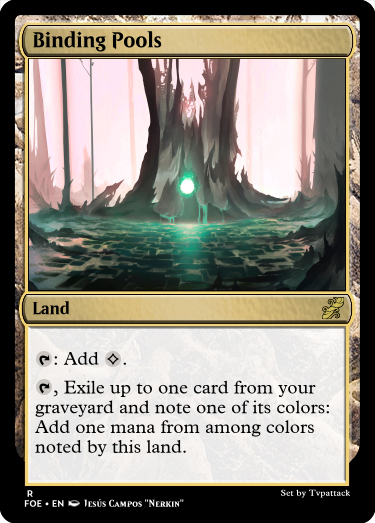 Binding Pools
Land
: Add .
, Exile up to one card from your
graveyard and note one of its colors:
Add one mana from among colors
noted by this land.
R
FOE • EN Jesús Campos "Nerkin"
Set by Tvpattack